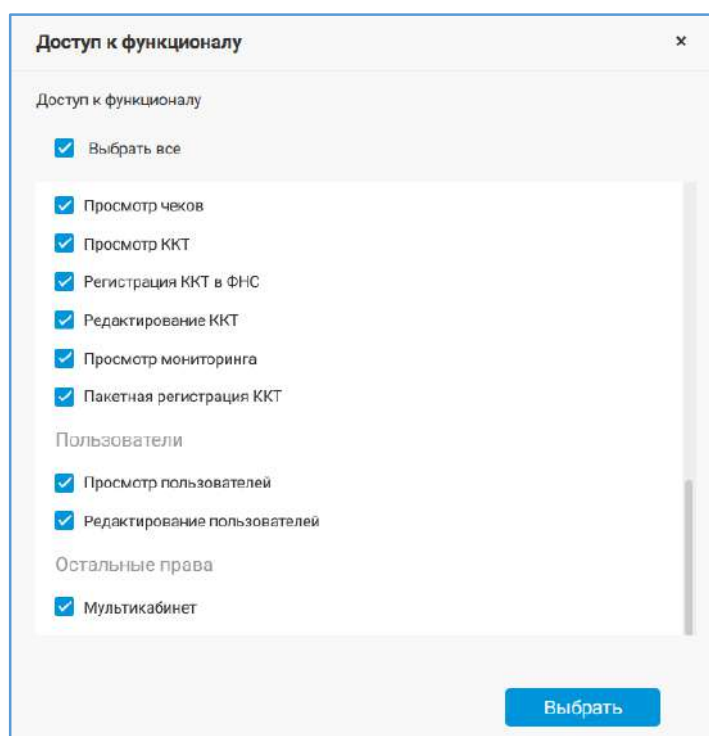 Доступ к функционалу
Доступ к функционалу
Выбрать все
Просмотр чеков
Просмотр ККТ
Регистрация ККТ в ФНС
Редактирование ККТ
Просмотр мониторинга
Пакетная регистрация ККТ
Пользователи
Просмотр пользователей
Редактирование пользователей
Остальные права
Мультикабинет
Выбрать